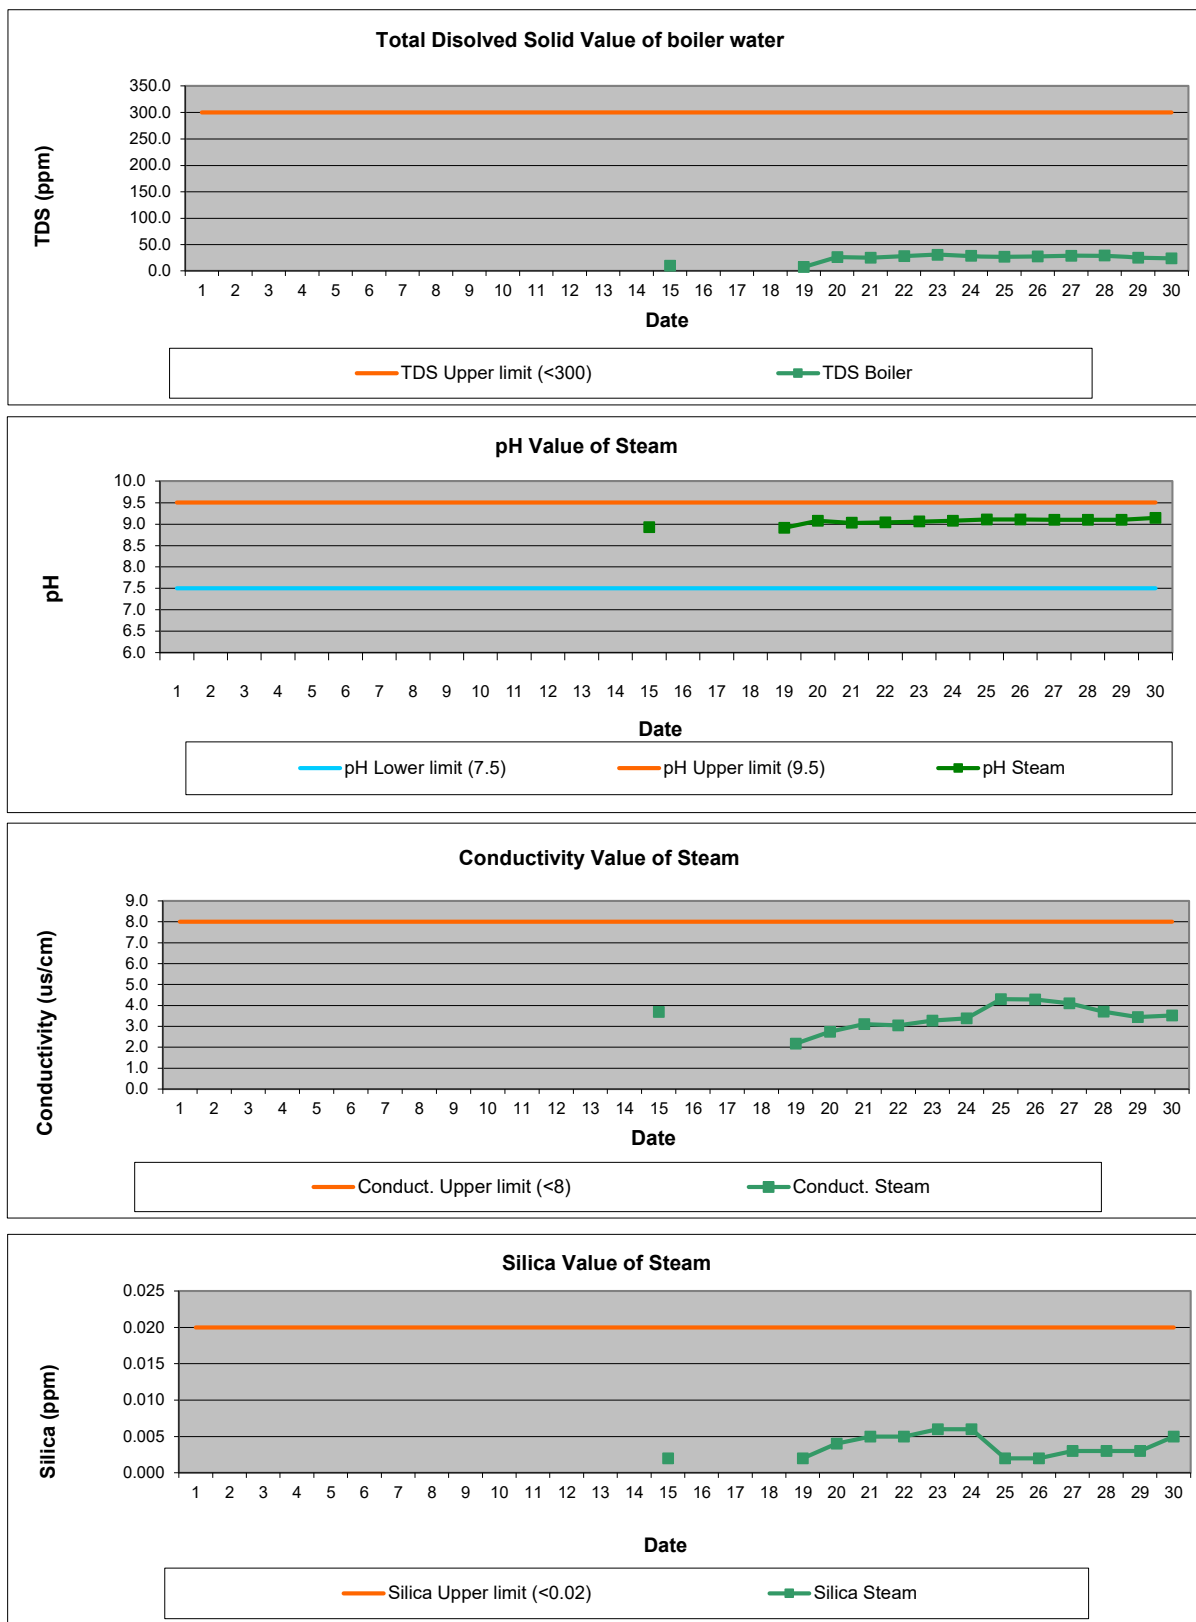 Total Disolved Solid Value of boiler water
350.0
300.0
250.0
200.0
150.0
100.0
50.0
0.0
TDS (ppm)
1 2 3 4 5 6 7 8 9 10 11 12 13 14 15 16 17 18 19 20 21 22 23 24 25 26 27 28 29 30
Date
TDS Upper limit (<300) TDS Boiler
pH Value of Steam
10.0
9.5
9.0
8.5
8.0
7.5
7.0
6.5
6.0
pH
1 2 3 4 5 6 7 8 9 10 11 12 13 14 15 16 17 18 19 20 21 22 23 24 25 26 27 28 29 30
Date
pH Lower limit (7.5) pH Upper limit (9.5) pH Steam
Conductivity Value of Steam
9.0
8.0
7.0
6.0
5.0
4.0
3.0
2.0
1.0
0.0
Conductivity (us/cm)
1 2 3 4 5 6 7 8 9 10 11 12 13 14 15 16 17 18 19 20 21 22 23 24 25 26 27 28 29 30
Date
Conduct. Upper limit (<8) Conduct. Steam
Silica Value of Steam
0.025
0.020
0.015
0.010
0.005
0.000
Silica (ppm)
1 2 3 4 5 6 7 8 9 10 11 12 13 14 15 16 17 18 19 20 21 22 23 24 25 26 27 28 29 30
Date
Silica Upper limit (<0.02) Silica Steam